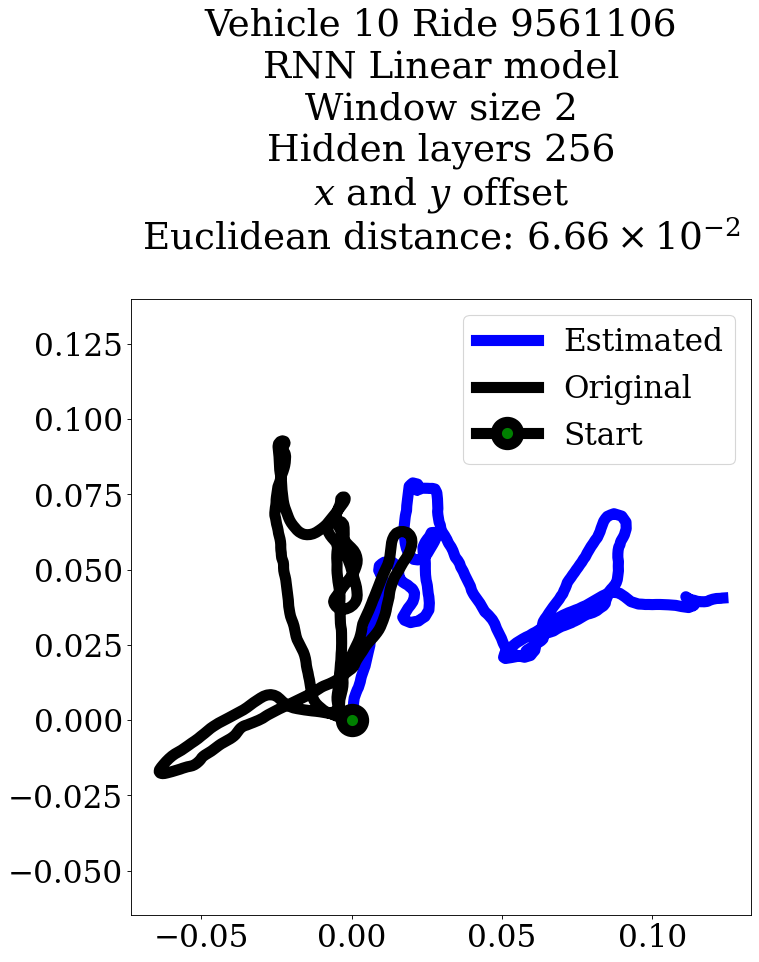 Vehicle 10 Ride 9561106
RNN Linear model
Window size 2
Hidden layers 256
x and y offset
Euclidean distance: 6.66 × 10⁻²
Estimated
Original
Start
0.125
0.100
0.075
0.050
0.025
0.000
−0.025
−0.050
−0.05 0.00 0.05 0.10